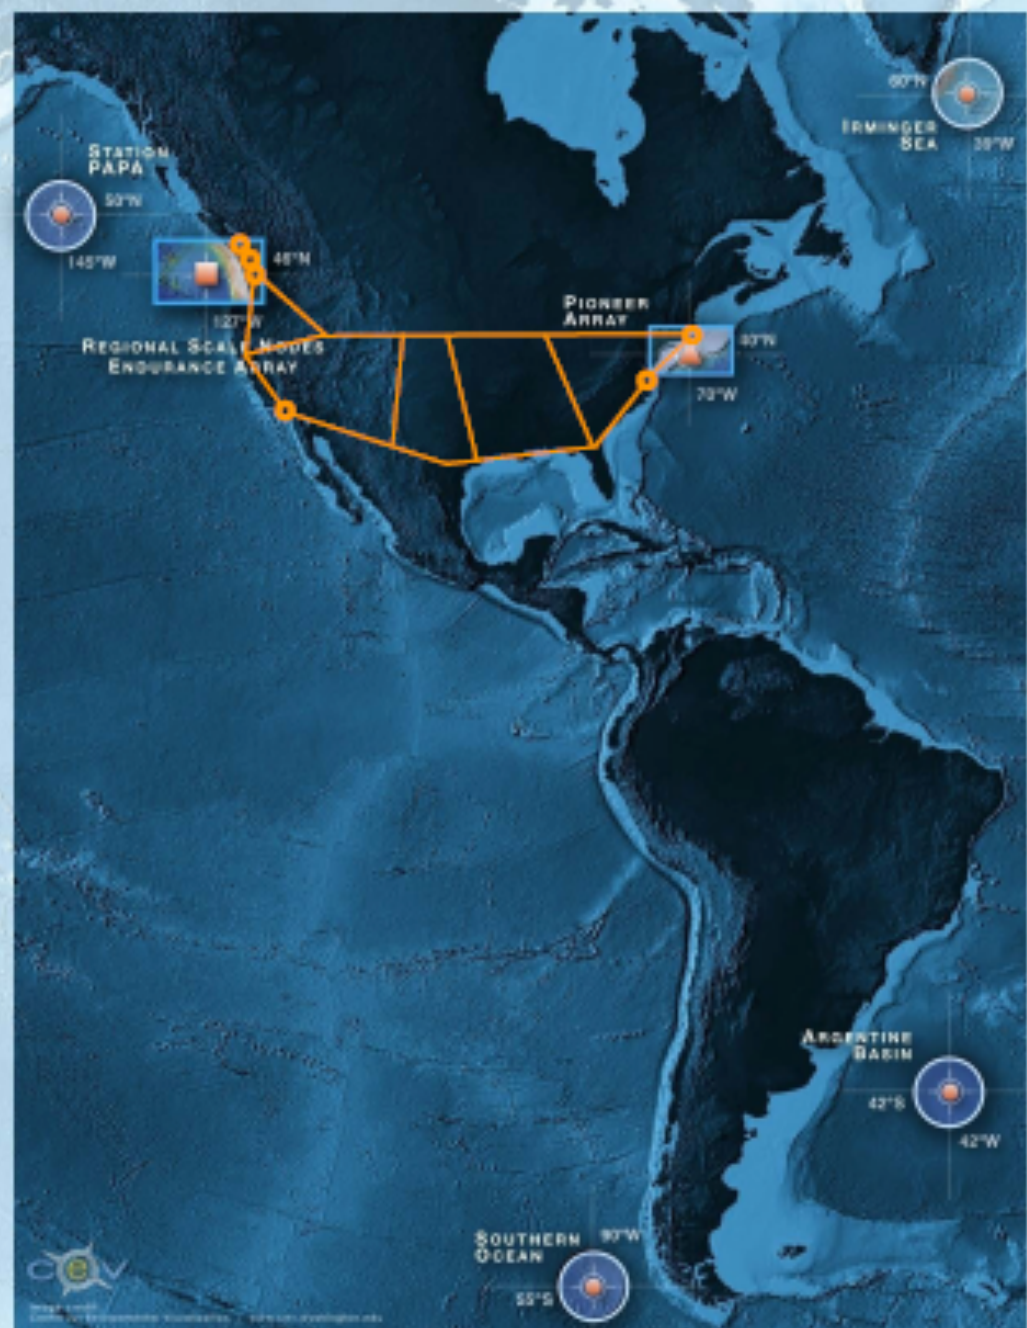 60°N
IRMINGER
SEA
39°W
STATION
PAPA
50°N
145°W
46°N
127°W
REGIONAL SCALE NODES
ENDURANCE ARRAY
PIONEER
ARRAY
40°N
70°W
ARGENTINE
BASIN
42°S
42°W
SOUTHERN
OCEAN
90°W
55°S
CEV